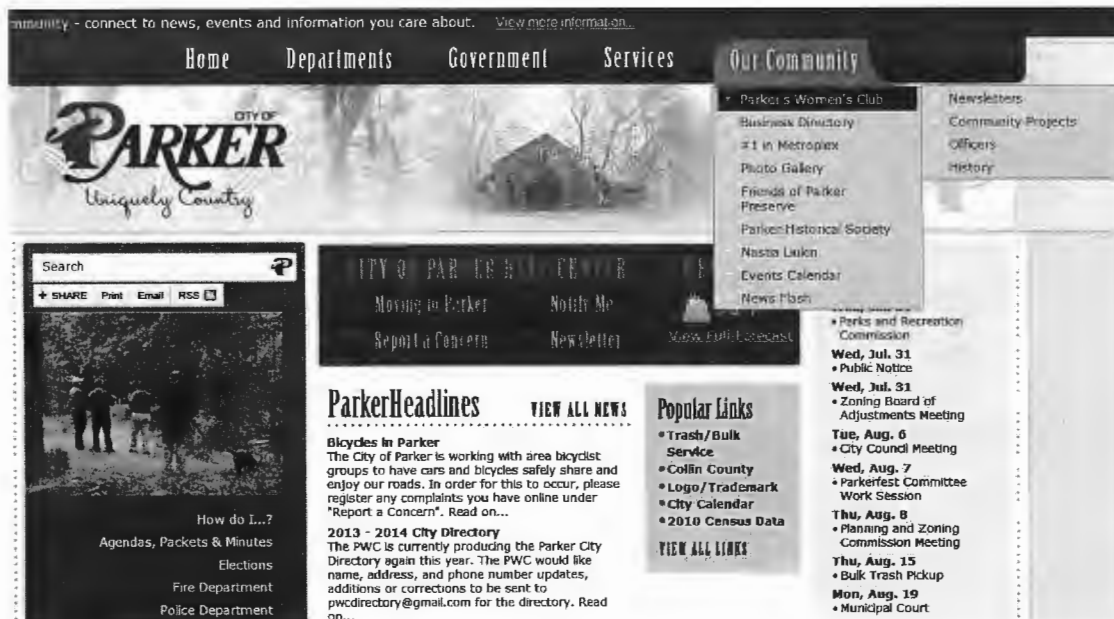 - connect to news, events and information you care about. View more information...
Home Departments Government Services Our Community
Parker's Women's Club
Business Directory
#1 in Metroplex
Photo Gallery
Friends of Parker
Preserve
Parker Historical Society
Nastia Liukin
Events Calendar
News Flash
Newsletters
Community Projects
Officers
History
CITY OF
PARKER
Uniquely Country
Search
+ SHARE Print Email RSS
Moving to Parker Notify Me
Report a Concern Newsletter
View Full Forecast
ParkerHeadlines VIEW ALL NEWS
Bicycles in Parker
The City of Parker is working with area bicyclist
groups to have cars and bicycles safely share and
enjoy our roads. In order for this to occur, please
register any complaints you have online under
"Report a Concern". Read on...
2013 - 2014 City Directory
The PWC is currently producing the Parker City
Directory again this year. The PWC would like
name, address, and phone number updates,
additions or corrections to be sent to
pwcdirectory@gmail.com for the directory. Read
on...
Popular Links
•Trash/Bulk
Service
•Collin County
•Logo/Trademark
•City Calendar
•2010 Census Data
VIEW ALL LINKS
• Parks and Recreation
Commission
Wed, Jul. 31
• Public Notice
Wed, Jul. 31
• Zoning Board of
Adjustments Meeting
Tue, Aug. 6
• City Council Meeting
Wed, Aug. 7
• Parkerfest Committee
Work Session
Thu, Aug. 8
• Planning and Zoning
Commission Meeting
Thu, Aug. 15
• Bulk Trash Pickup
Mon, Aug. 19
• Municipal Court
How do I...?
Agendas, Packets & Minutes
Elections
Fire Department
Police Department